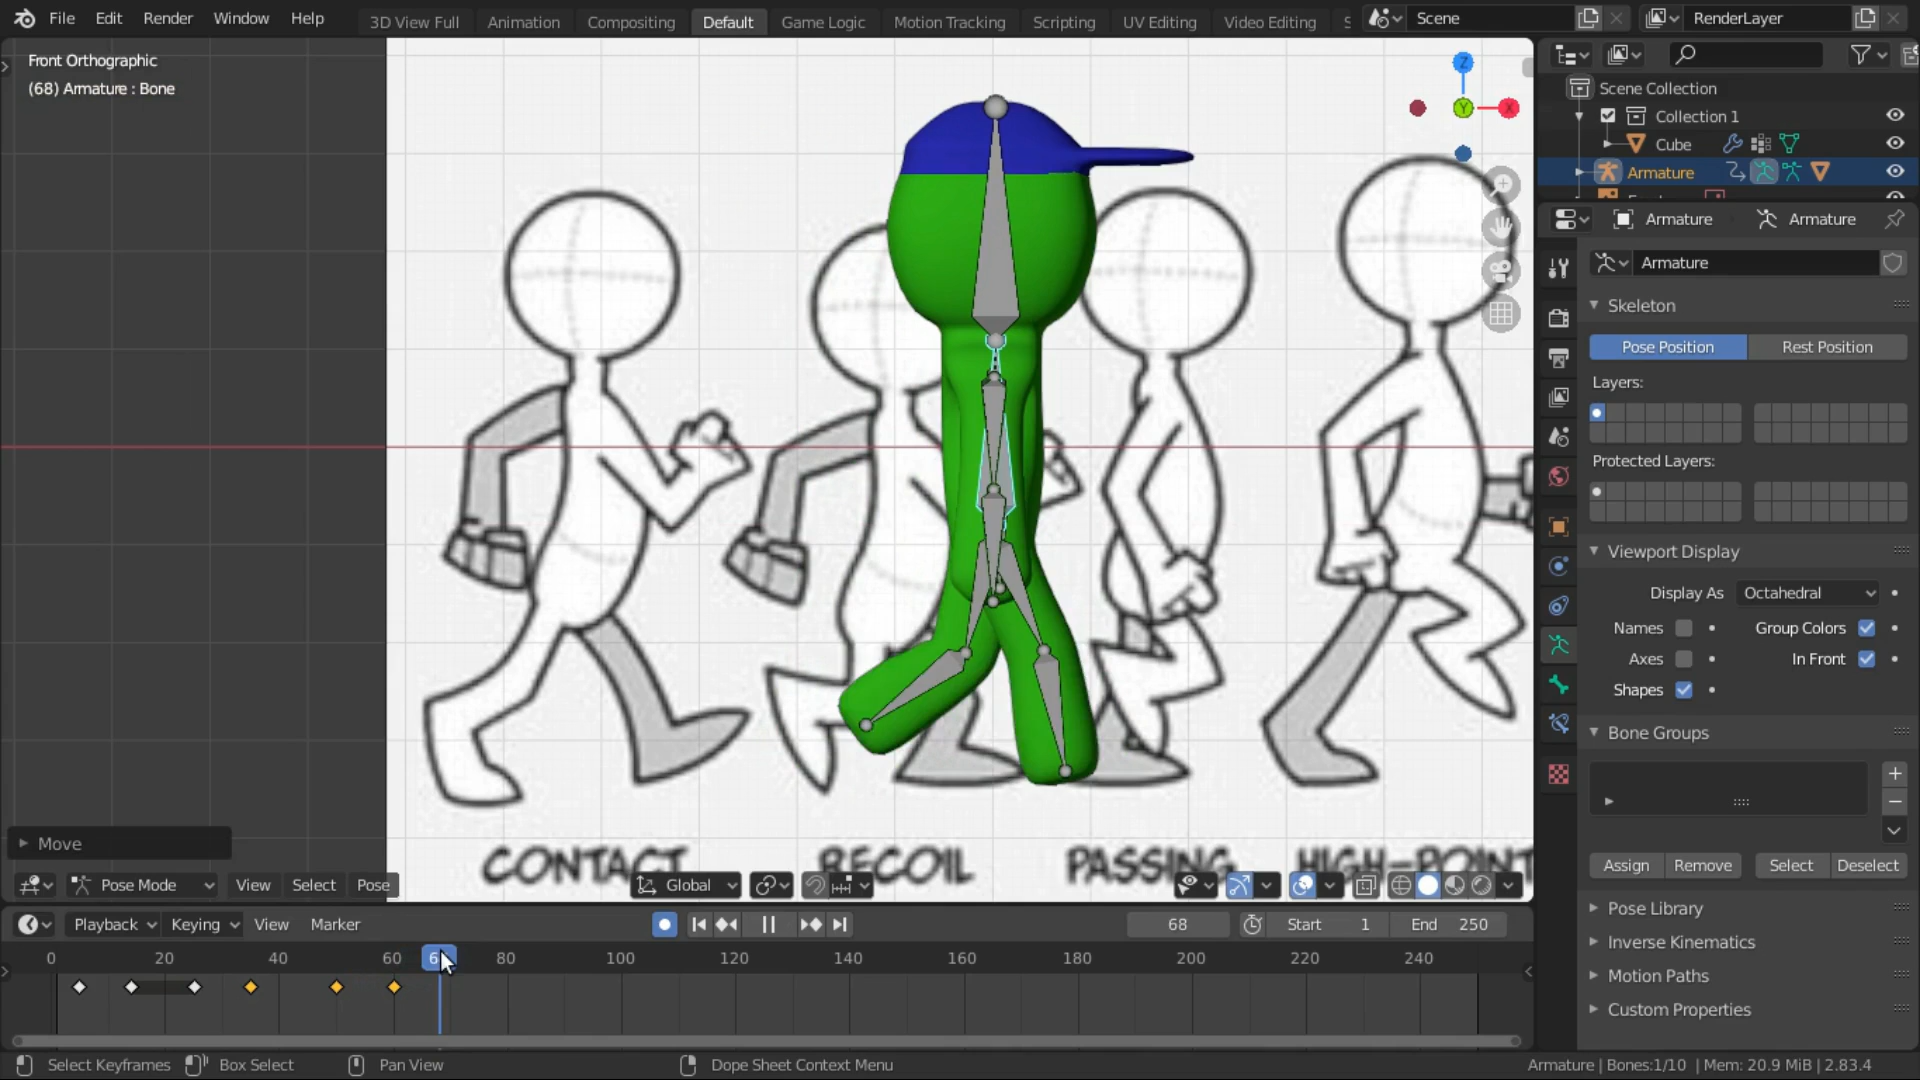 File Edit Render Window Help 3D View Full Animation Compositing Default Game Logic Motion Tracking Scripting UV Editing Video Editing S Scene RenderLayer
Front Orthographic
(68) Armature : Bone
Z
Y
X
Scene Collection
Collection 1
Cube
Armature
Armature Armature
Armature
Skeleton
Pose Position Rest Position
Layers:
Protected Layers:
Viewport Display
Display As Octahedral
Names Group Colors
Axes In Front
Shapes
Bone Groups
Assign Remove Select Deselect
Pose Library
Inverse Kinematics
Motion Paths
Custom Properties
Move
CONTACT RECOIL PASSING HIGH-POINT
Pose Mode View Select Pose Global
Playback Keying View Marker 68 Start 1 End 250
0 20 40 60 6 80 100 120 140 160 180 200 220 240
Select Keyframes Box Select Pan View Dope Sheet Context Menu Armature | Bones:1/10 | Mem: 20.9 MiB | 2.83.4